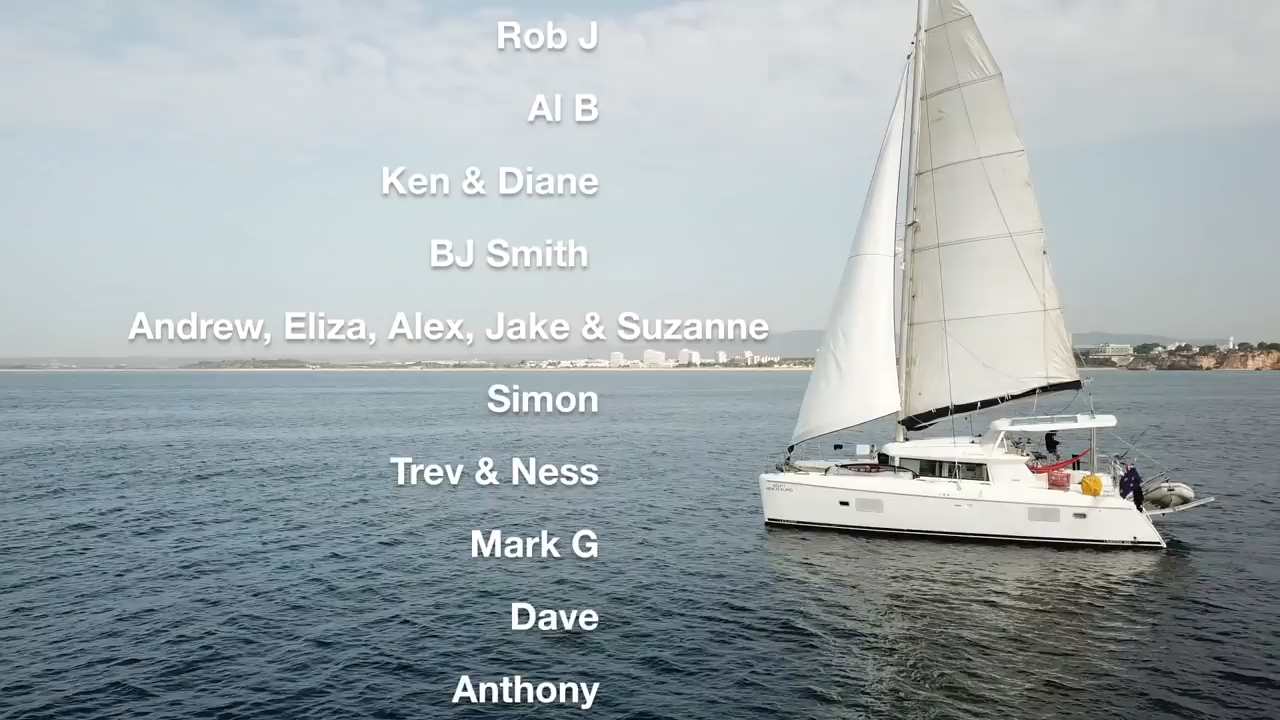 Rob J
Al B
Ken & Diane
BJ Smith
Andrew, Eliza, Alex, Jake & Suzanne
Simon
Trev & Ness
Mark G
Dave
Anthony